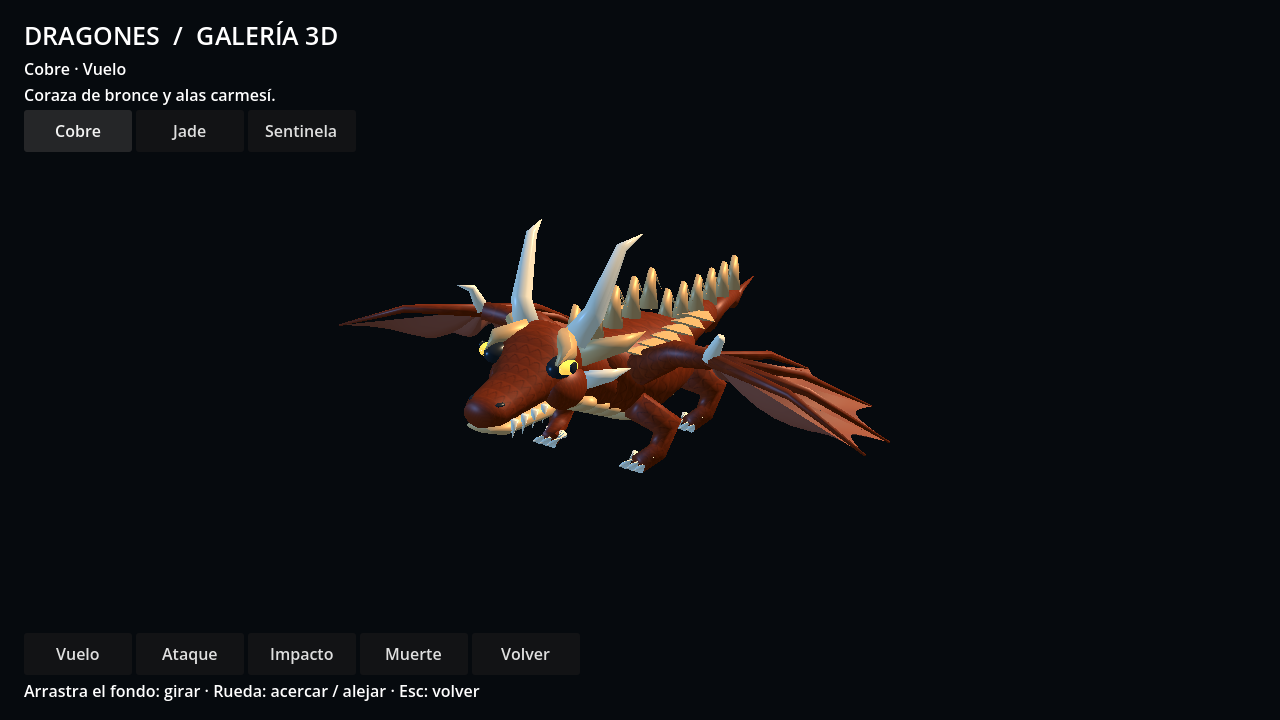 DRAGONES / GALERÍA 3D
Cobre · Vuelo
Coraza de bronce y alas carmesí.
Cobre Jade Sentinela
Vuelo Ataque Impacto Muerte Volver
Arrastra el fondo: girar · Rueda: acercar / alejar · Esc: volver